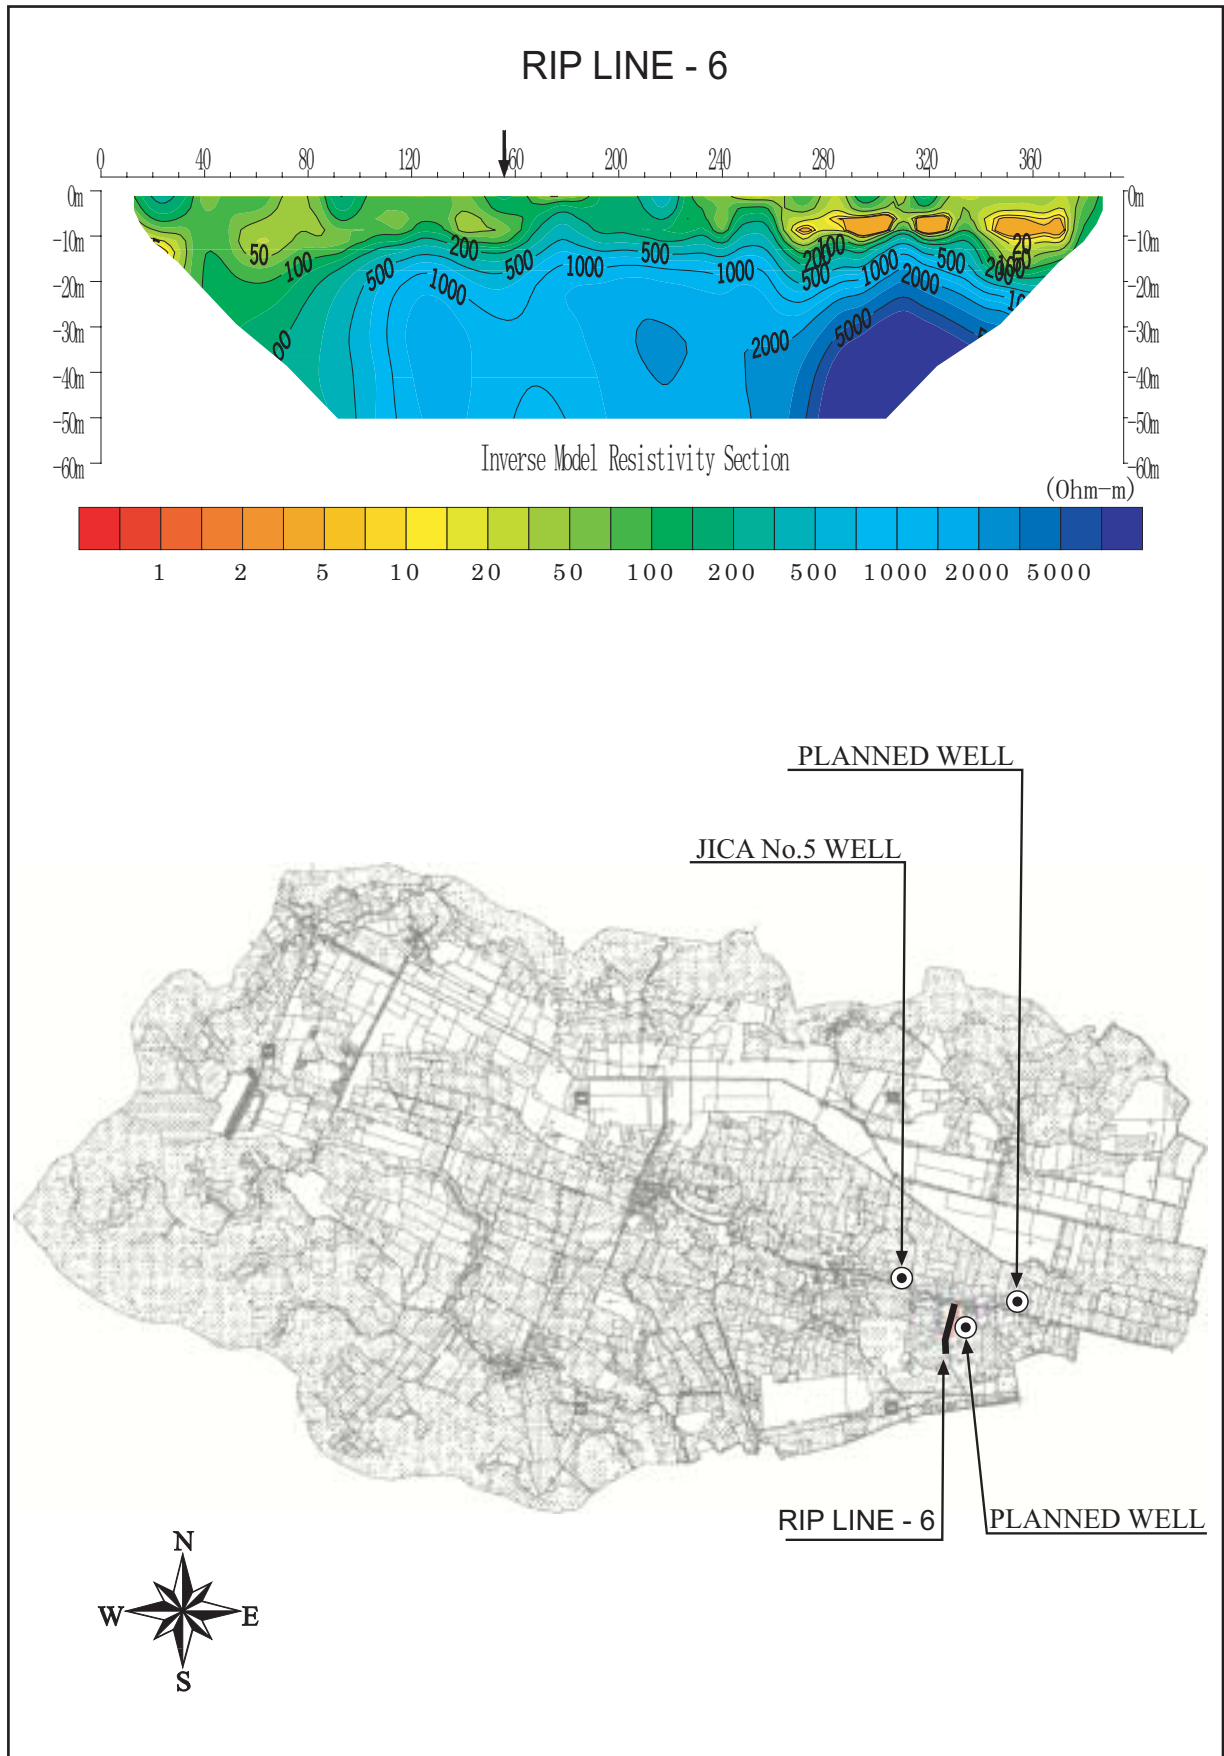 RIP LINE - 6
0 40 80 120 160 200 240 280 320 360
0m 0m
-10m -10m
-20m -20m
-30m -30m
-40m -40m
-50m -50m
-60m -60m
50 100 500 1000 200 500 1000 500 1000 200 100 500 1000 2000 500 20
2000 5000
Inverse Model Resistivity Section
(Ohm-m)
1 2 5 10 20 50 100 200 500 1000 2000 5000
PLANNED WELL
JICA No.5 WELL
RIP LINE - 6
PLANNED WELL
N
W E
S